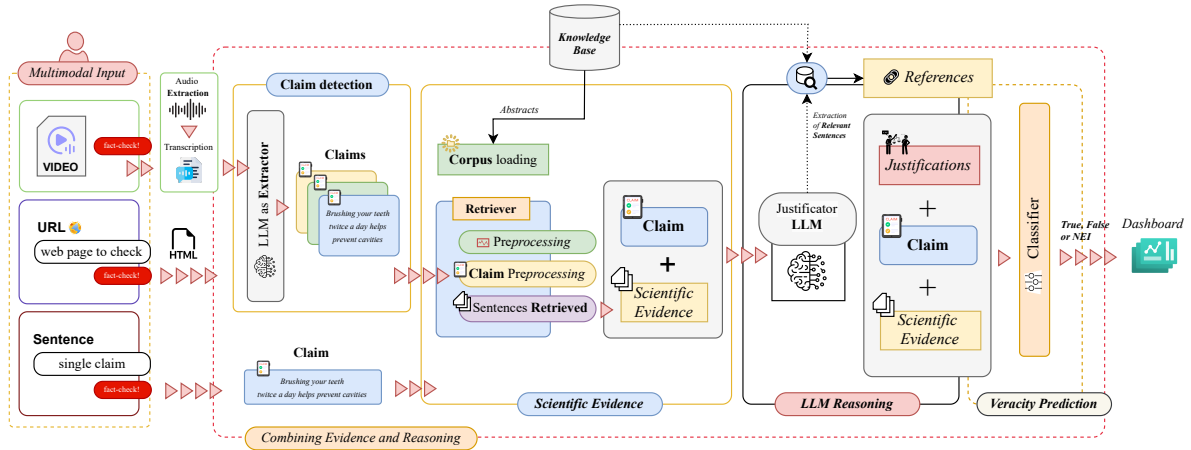 Multimodal Input
VIDEO
fact-check!
URL
web page to check
fact-check!
Sentence
single claim
fact-check!
Audio
Extraction
Transcription
HTML
Claim detection
LLM as Extractor
Claims
Brushing your teeth
twice a day helps
prevent cavities
Claim
Brushing your teeth
twice a day helps prevent cavities
Combining Evidence and Reasoning
Knowledge
Base
Abstracts
Corpus loading
Retriever
Preprocessing
Claim Preprocessing
Sentences Retrieved
CLAIM
Claim
+
Scientific
Evidence
Scientific Evidence
Extraction
of Relevant
Sentences
Justificator
LLM
References
Justifications
+
CLAIM
Claim
+
Scientific
Evidence
LLM Reasoning
Classifier
Veracity Prediction
True, False
or NEI
Dashboard